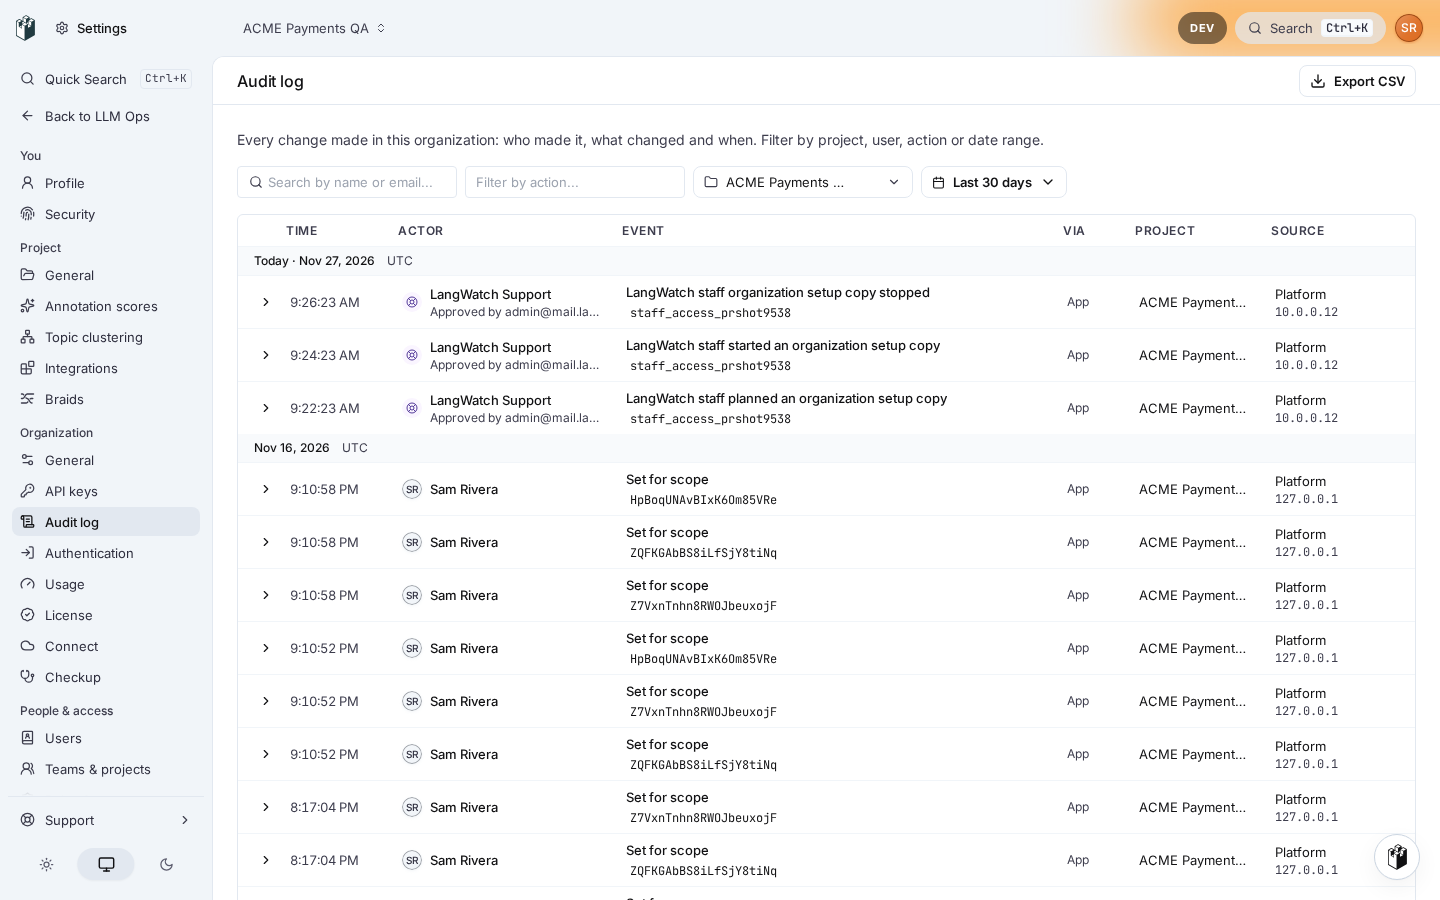 Settings
ACME Payments QA
DEV
Search Ctrl+K
SR
Quick Search Ctrl+K
Back to LLM Ops
You
Profile
Security
Project
General
Annotation scores
Topic clustering
Integrations
Braids
Organization
General
API keys
Audit log
Authentication
Usage
License
Connect
Checkup
People & access
Users
Teams & projects
Support
Audit log
Export CSV
Every change made in this organization: who made it, what changed and when. Filter by project, user, action or date range.
Search by name or email...
Filter by action...
ACME Payments ...
Last 30 days
TIME ACTOR EVENT VIA PROJECT SOURCE
Today · Nov 27, 2026 UTC
9:26:23 AM LangWatch Support LangWatch staff organization setup copy stopped App ACME Payment... Platform
Approved by admin@mail.la... staff_access_prshot9538 10.0.0.12
9:24:23 AM LangWatch Support LangWatch staff started an organization setup copy App ACME Payment... Platform
Approved by admin@mail.la... staff_access_prshot9538 10.0.0.12
9:22:23 AM LangWatch Support LangWatch staff planned an organization setup copy App ACME Payment... Platform
Approved by admin@mail.la... staff_access_prshot9538 10.0.0.12
Nov 16, 2026 UTC
9:10:58 PM SR Sam Rivera Set for scope App ACME Payment... Platform
HpBoqUNAvBIxK6Om85VRe 127.0.0.1
9:10:58 PM SR Sam Rivera Set for scope App ACME Payment... Platform
ZQFKGAbBS8iLfSjY8tiNq 127.0.0.1
9:10:58 PM SR Sam Rivera Set for scope App ACME Payment... Platform
Z7VxnTnhn8RWOJbeuxojF 127.0.0.1
9:10:52 PM SR Sam Rivera Set for scope App ACME Payment... Platform
HpBoqUNAvBIxK6Om85VRe 127.0.0.1
9:10:52 PM SR Sam Rivera Set for scope App ACME Payment... Platform
Z7VxnTnhn8RWOJbeuxojF 127.0.0.1
9:10:52 PM SR Sam Rivera Set for scope App ACME Payment... Platform
ZQFKGAbBS8iLfSjY8tiNq 127.0.0.1
8:17:04 PM SR Sam Rivera Set for scope App ACME Payment... Platform
Z7VxnTnhn8RWOJbeuxojF 127.0.0.1
8:17:04 PM SR Sam Rivera Set for scope App ACME Payment... Platform
ZQFKGAbBS8iLfSjY8tiNq 127.0.0.1